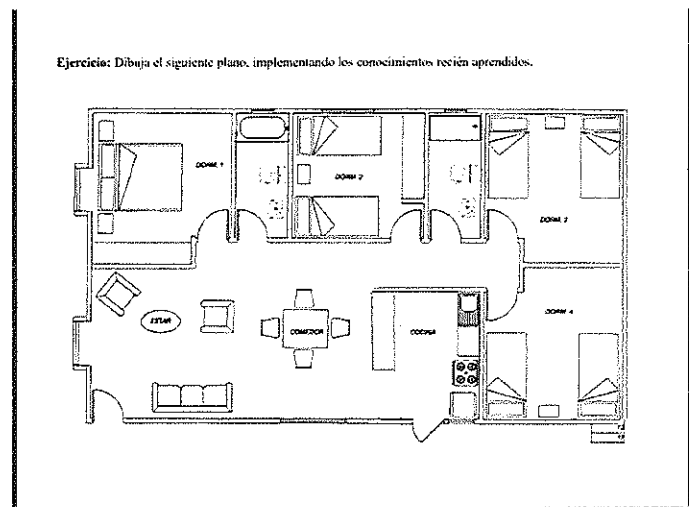 Ejercicio: Dibuja el siguiente plano, implementando los conocimientos recién aprendidos.
DORM. 1
DORM 2
DORM. 3
ESTAR
COMEDOR
COCINA
DORM. 4